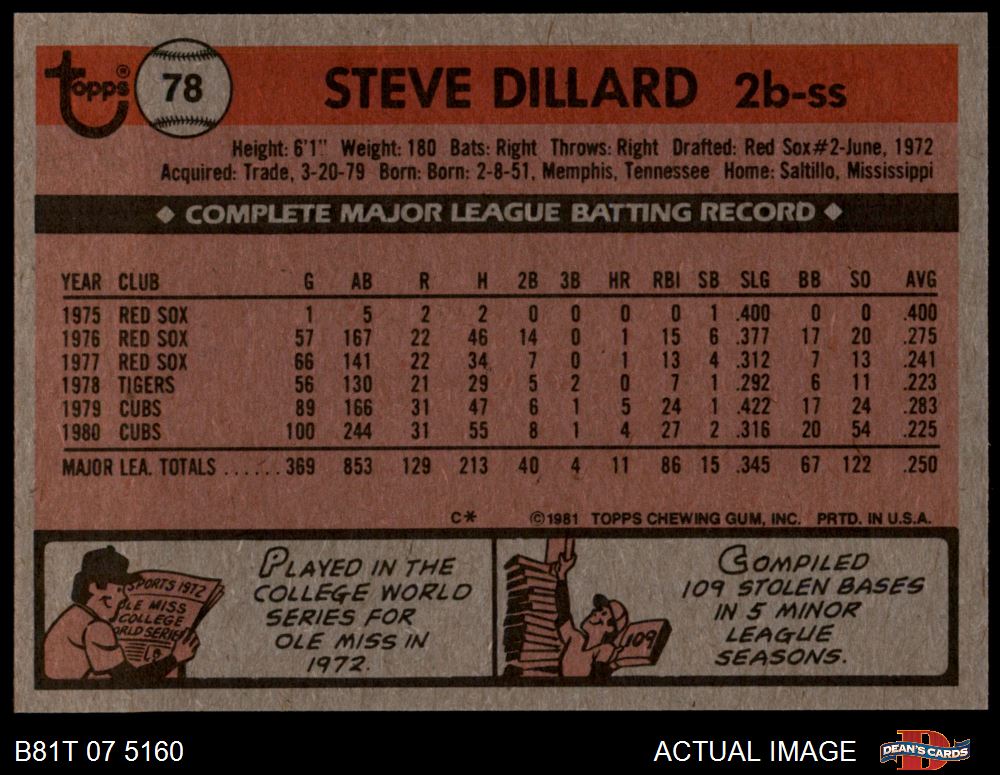 topps® 78 STEVE DILLARD 2b-ss
Height: 6'1" Weight: 180 Bats: Right Throws: Right Drafted: Red Sox#2-June, 1972
Acquired: Trade, 3-20-79 Born: Born: 2-8-51, Memphis, Tennessee Home: Saltillo, Mississippi
◆ COMPLETE MAJOR LEAGUE BATTING RECORD ◆
YEAR CLUB G AB R H 2B 3B HR RBI SB SLG BB SO AVG
1975 RED SOX 1 5 2 2 0 0 0 0 1 .400 0 0 .400
1976 RED SOX 57 167 22 46 14 0 1 15 6 .377 17 20 .275
1977 RED SOX 66 141 22 34 7 0 1 13 4 .312 7 13 .241
1978 TIGERS 56 130 21 29 5 2 0 7 1 .292 6 11 .223
1979 CUBS 89 166 31 47 6 1 5 24 1 .422 17 24 .283
1980 CUBS 100 244 31 55 8 1 4 27 2 .316 20 54 .225
MAJOR LEA. TOTALS ...... 369 853 129 213 40 4 11 86 15 .345 67 122 .250
C* ©1981 TOPPS CHEWING GUM, INC. PRTD. IN U.S.A.
SPORTS 1972
OLE MISS
COLLEGE
WORLD SERIES
PLAYED IN THE
COLLEGE WORLD
SERIES FOR
OLE MISS IN
1972.
109
COMPILED
109 STOLEN BASES
IN 5 MINOR
LEAGUE
SEASONS.
B81T 07 5160 ACTUAL IMAGE DEAN'S CARDS